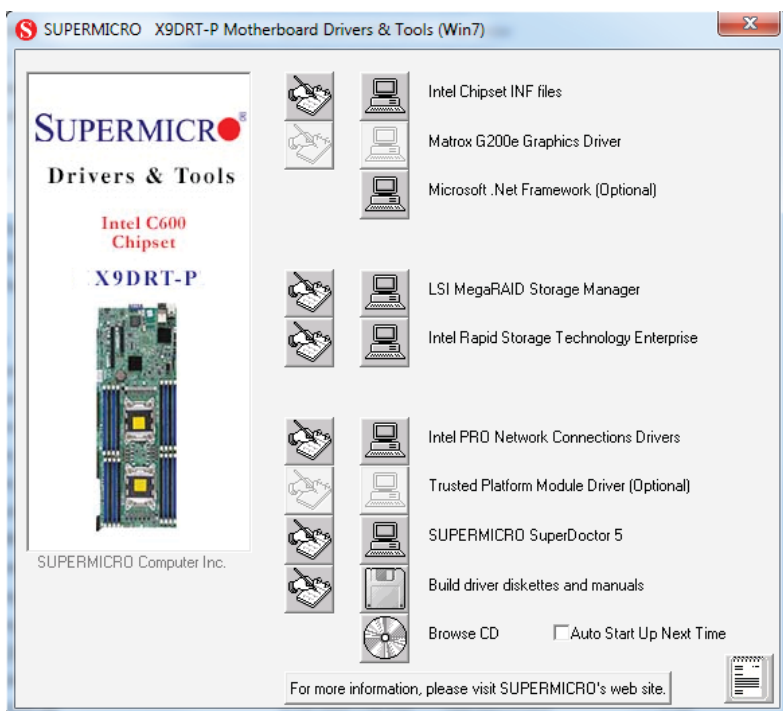 SUPERMICRO X9DRT-P Motherboard Drivers & Tools (Win7)
SUPERMICRO®
Drivers & Tools
Intel C600
Chipset
X9DRT-P
SUPERMICRO Computer Inc.
Intel Chipset INF files
Matrox G200e Graphics Driver
Microsoft .Net Framework (Optional)
LSI MegaRAID Storage Manager
Intel Rapid Storage Technology Enterprise
Intel PRO Network Connections Drivers
Trusted Platform Module Driver (Optional)
SUPERMICRO SuperDoctor 5
Build driver diskettes and manuals
Browse CD
Auto Start Up Next Time
For more information, please visit SUPERMICRO's web site.